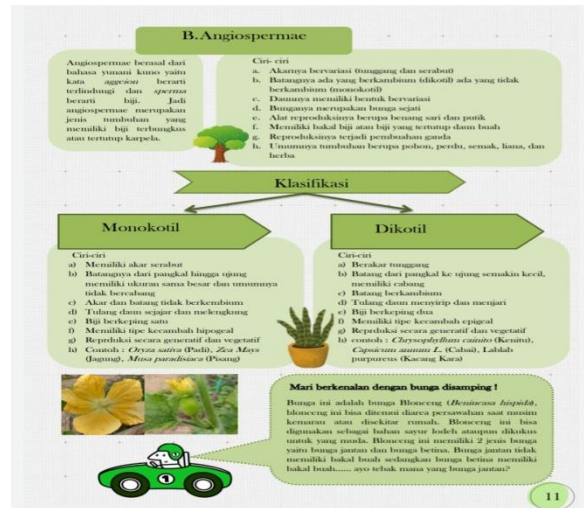 B.Angiospermae
Angiospermae berasal dari
bahasa yunani kuno yaitu
kata aggeion berarti
terlindungi dan sperma
berarti biji. Jadi
angiospermae merupakan
jenis tumbuhan yang
memiliki biji terbungkus
atau tertutup karpela.
Ciri- ciri
a. Akarnya bervariasi (tunggang dan serabut)
b. Batangnya ada yang berkambium (dikotil) ada yang tidak
berkambium (monokotil)
c. Daunnya memiliki bentuk bervariasi
d. Bunganya merupakan bunga sejati
e. Alat reproduksinya berupa benang sari dan putik
f. Memiliki bakal biji atau biji yang tertutup daun buah
g. Reproduksinya terjadi pembuahan ganda
h. Umumnya tumbuhan berupa pohon, perdu, semak, liana, dan
herba
Klasifikasi
Monokotil
Ciri-ciri
a) Memiliki akar serabut
b) Batangnya dari pangkal hingga ujung
memiliki ukuran sama besar dan umumnya
tidak bercabang
c) Akar dan batang tidak berkembium
d) Tulang daun sejajar dan melengkung
e) Biji berkeping satu
f) Memiliki tipe kecambah hipogeal
g) Repreduksi secara generatif dan vegetatif
h) Contoh : Oryza sativa (Padi), Zea Mays
(Jagung), Musa paradisiaca (Pisang)
Dikotil
Ciri-ciri
a) Berakar tunggang
b) Batang dari pangkal ke ujung semakin kecil,
memiliki cabang
c) Batang berkambium
d) Tulang daun menyirip dan menjari
e) Biji berkeping dua
f) Memiliki tipe kecambah epigeal
g) Repreduksi secara generatif dan vegetatif
h) contoh : Chrysophyllum cainito (Kenitu),
Capsicum annum L. (Cabai), Lablab
purpureus (Kacang Kara)
Mari berkenalan dengan bunga disamping !
Bunga ini adalah bunga Blonceng (Benincasa hispida),
blonceng ini bisa ditemui diarea persawahan saat musim
kemarau atau disekitar rumah. Blonceng ini bisa
digunakan sebagai bahan sayur lodeh ataupun dikukus
untuk yang muda. Blonceng ini memiliki 2 jenis bunga
yaitu bunga jantan dan bunga betina. Bunga jantan tidak
memiliki bakal buah sedangkan bunga betina memiliki
bakal buah...... ayo tebak mana yang bunga jantan?
1
11